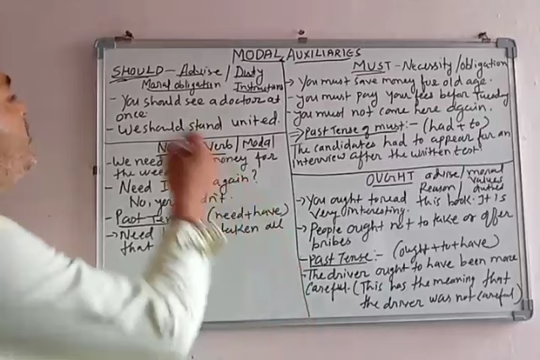 MODAL AUXILIARIES
SHOULD - Advise / Duty
Moral obligation Instructions
- You should see a doctor at
once.
- We should stand united.
verb / Modal
- We need money for
the
- Need I again?
No, you
- Past (need+have)
→ Need taken all
that
MUST - Necessity/obligation
- You must save money for old age.
- you must pay your fees before Tuesday
- you must not come here again.
→ Past Tense of must:- (had+to)
The candidates had to appear for an
interview after the written test.
OUGHT advise/moral
Reason/ values
duties
- You ought to read this book. It is
very interesting.
- People ought not to take or offer
bribes
- Past Tense:- (ought+to+have)
- The driver ought to have been more
careful. (This has the meaning that
the driver was not careful)